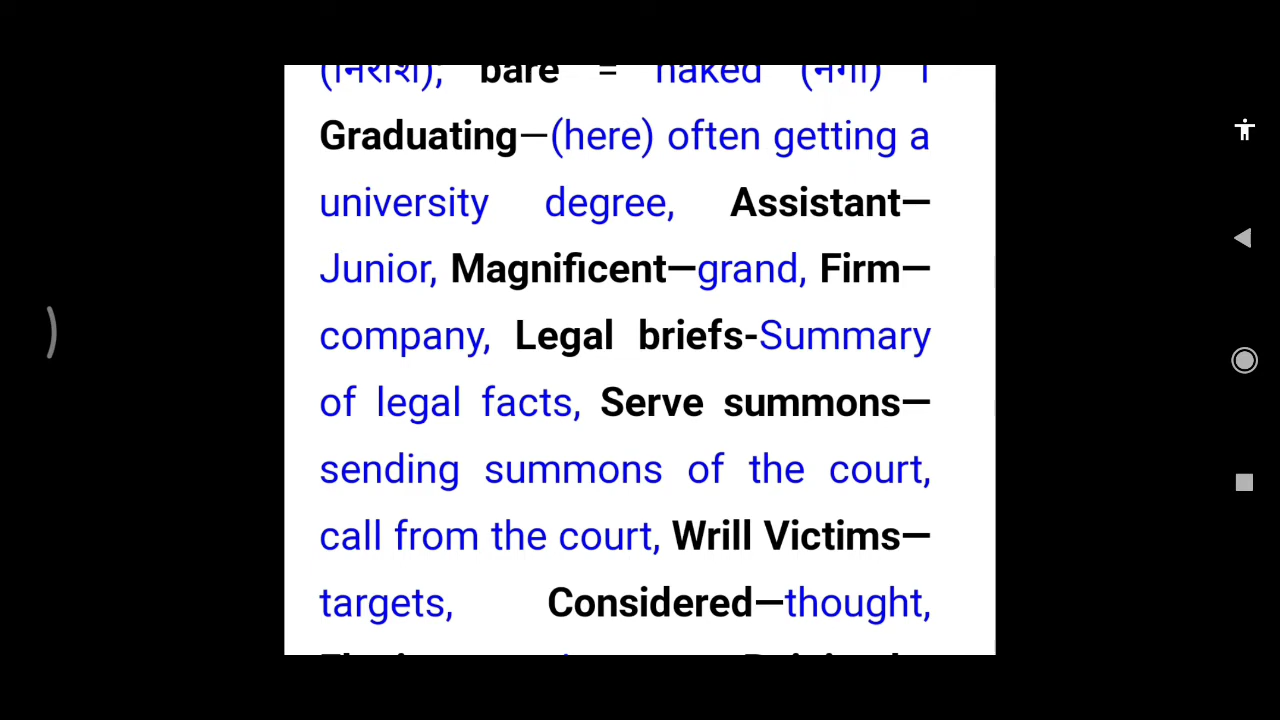 (निराश); bare = naked (नंगा) ।
Graduating—(here) often getting a
university degree, Assistant—
Junior, Magnificent—grand, Firm—
company, Legal briefs-Summary
of legal facts, Serve summons—
sending summons of the court,
call from the court, Wrill Victims—
targets, Considered—thought,